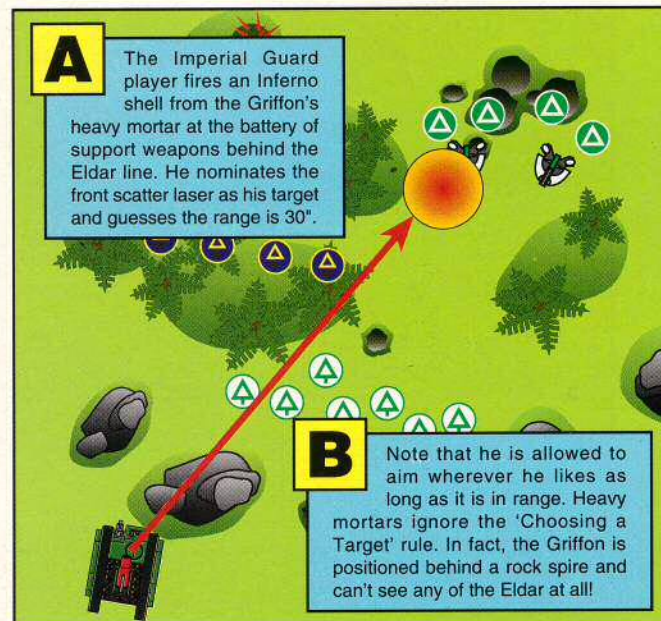 A
The Imperial Guard
player fires an Inferno
shell from the Griffon's
heavy mortar at the battery of
support weapons behind the
Eldar line. He nominates the
front scatter laser as his target
and guesses the range is 30".
B
Note that he is allowed to
aim wherever he likes as
long as it is in range. Heavy
mortars ignore the 'Choosing a
Target' rule. In fact, the Griffon is
positioned behind a rock spire and
can't see any of the Eldar at all!